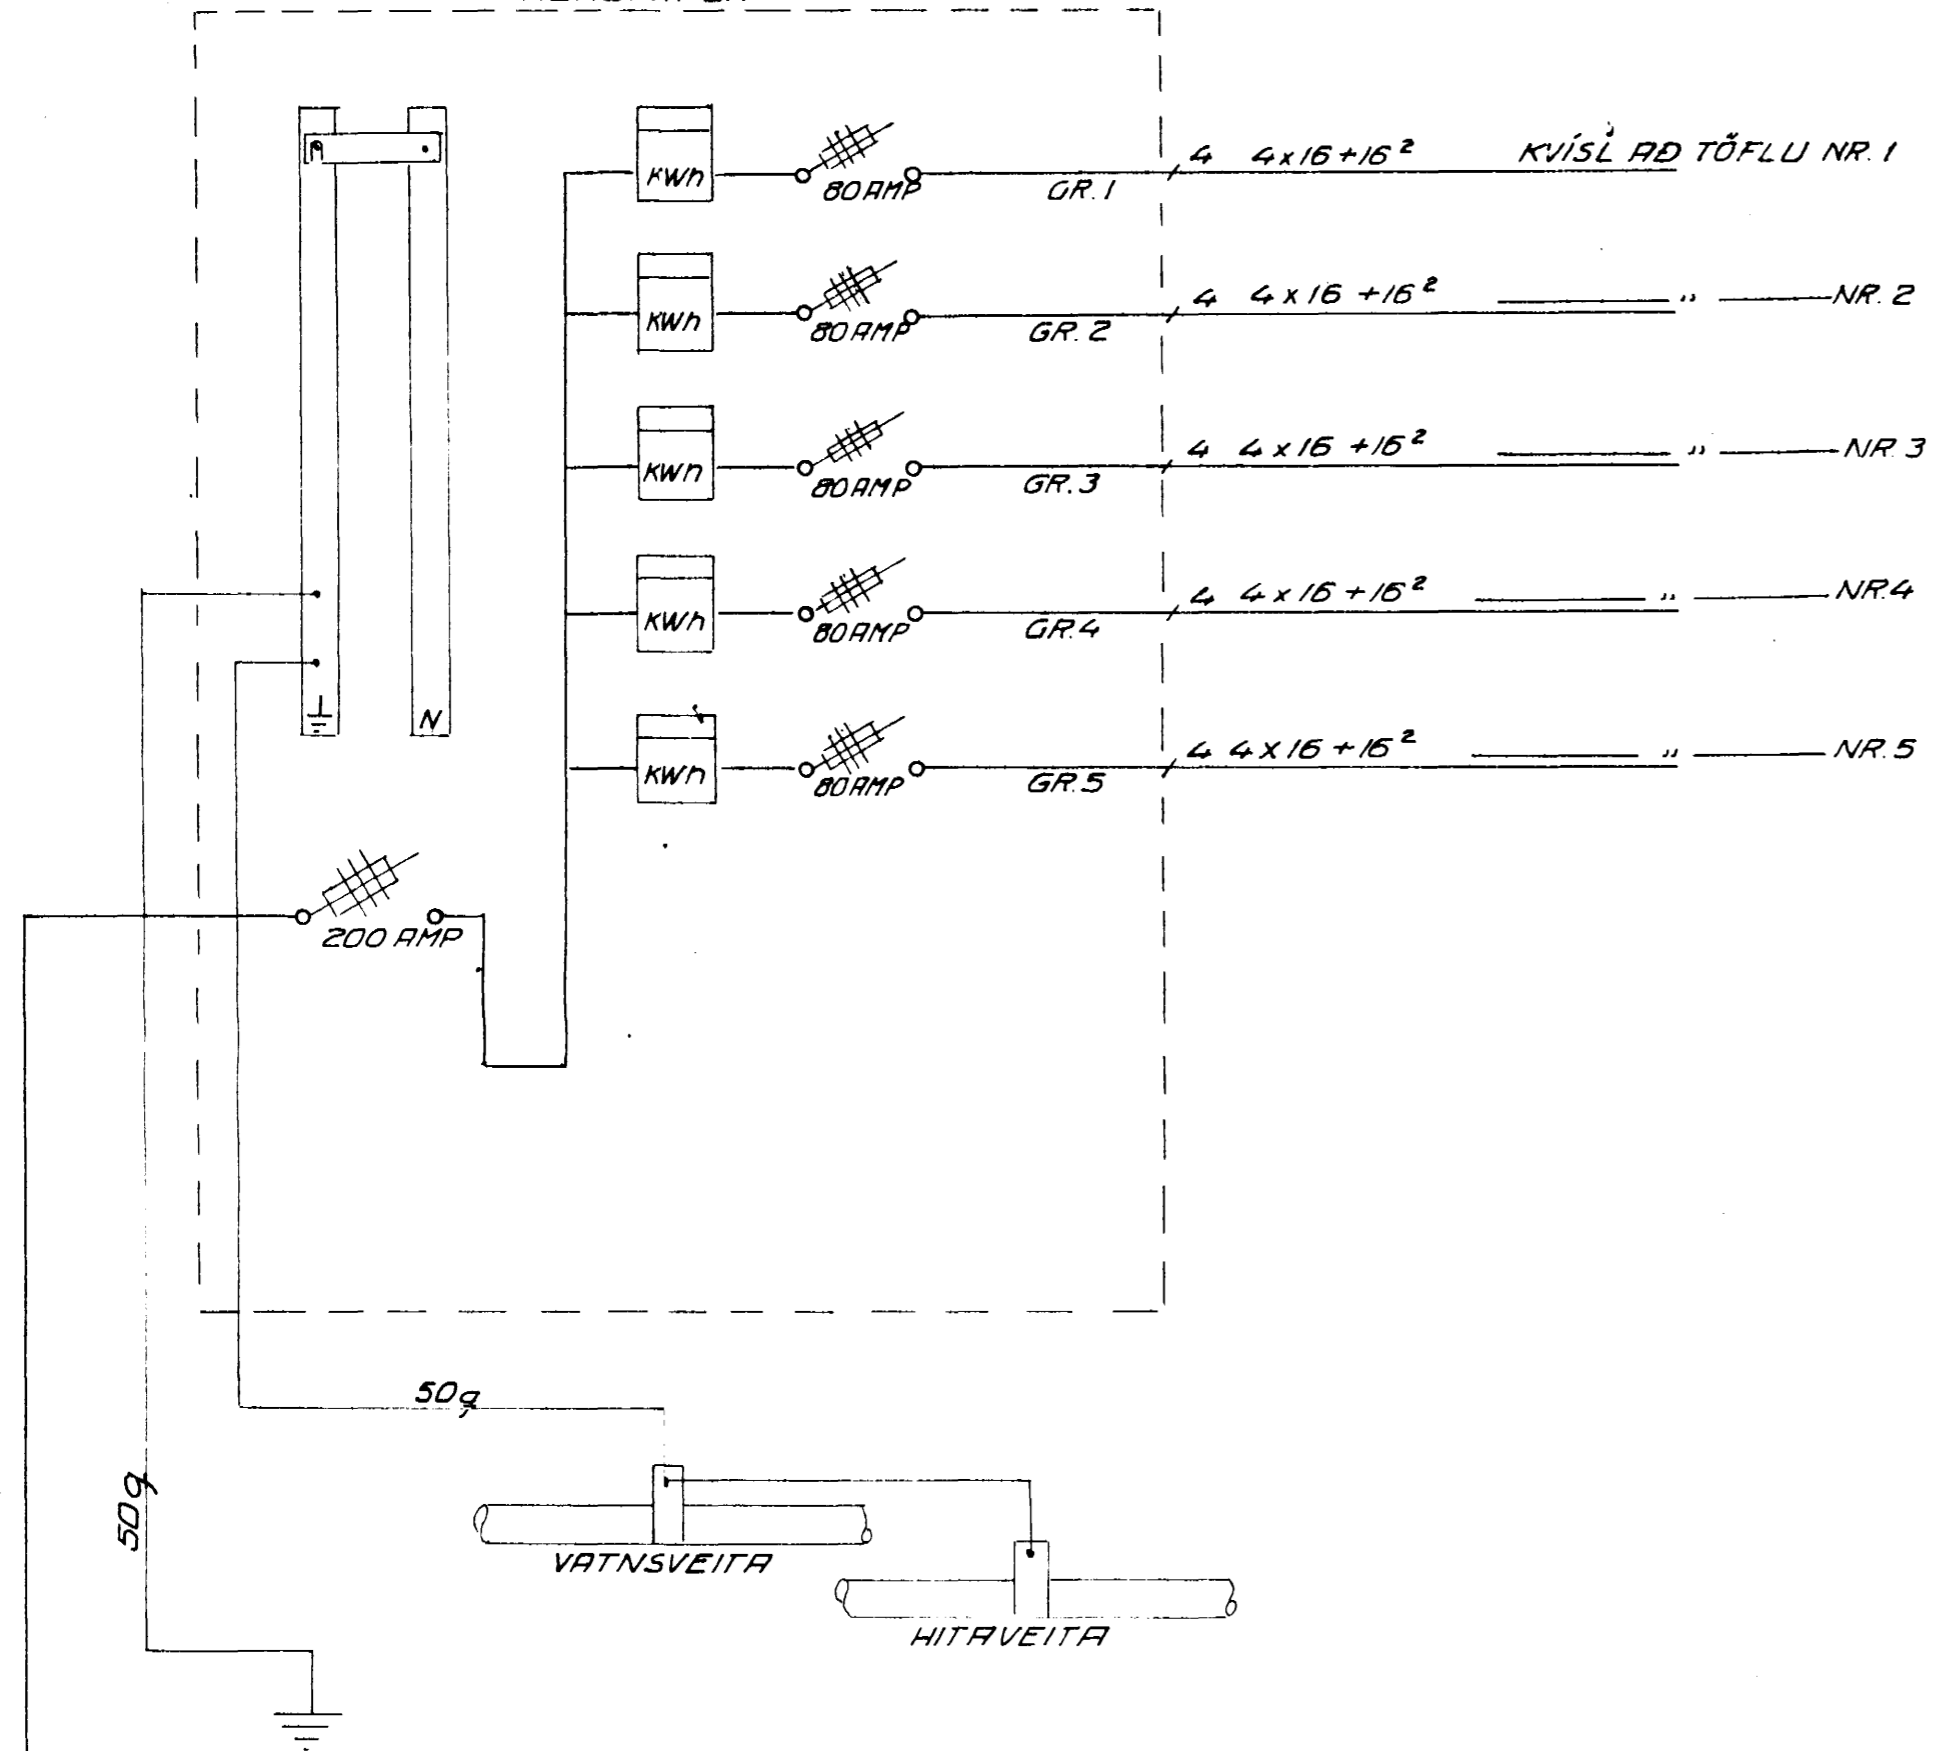 KWh 80 AMP GR. 1 4 4x16+16² KVÍSL AÐ TÖFLU NR. 1
KWh 80 AMP GR. 2 4 4x16+16² " NR. 2
KWh 80 AMP GR. 3 4 4x16+16² " NR. 3
KWh 80 AMP GR. 4 4 4x16+16² " NR. 4
N
KWh 80 AMP GR. 5 4 4x16+16² " NR. 5
200 AMP
50q
50q
VATNSVEITA
HITAVEITA